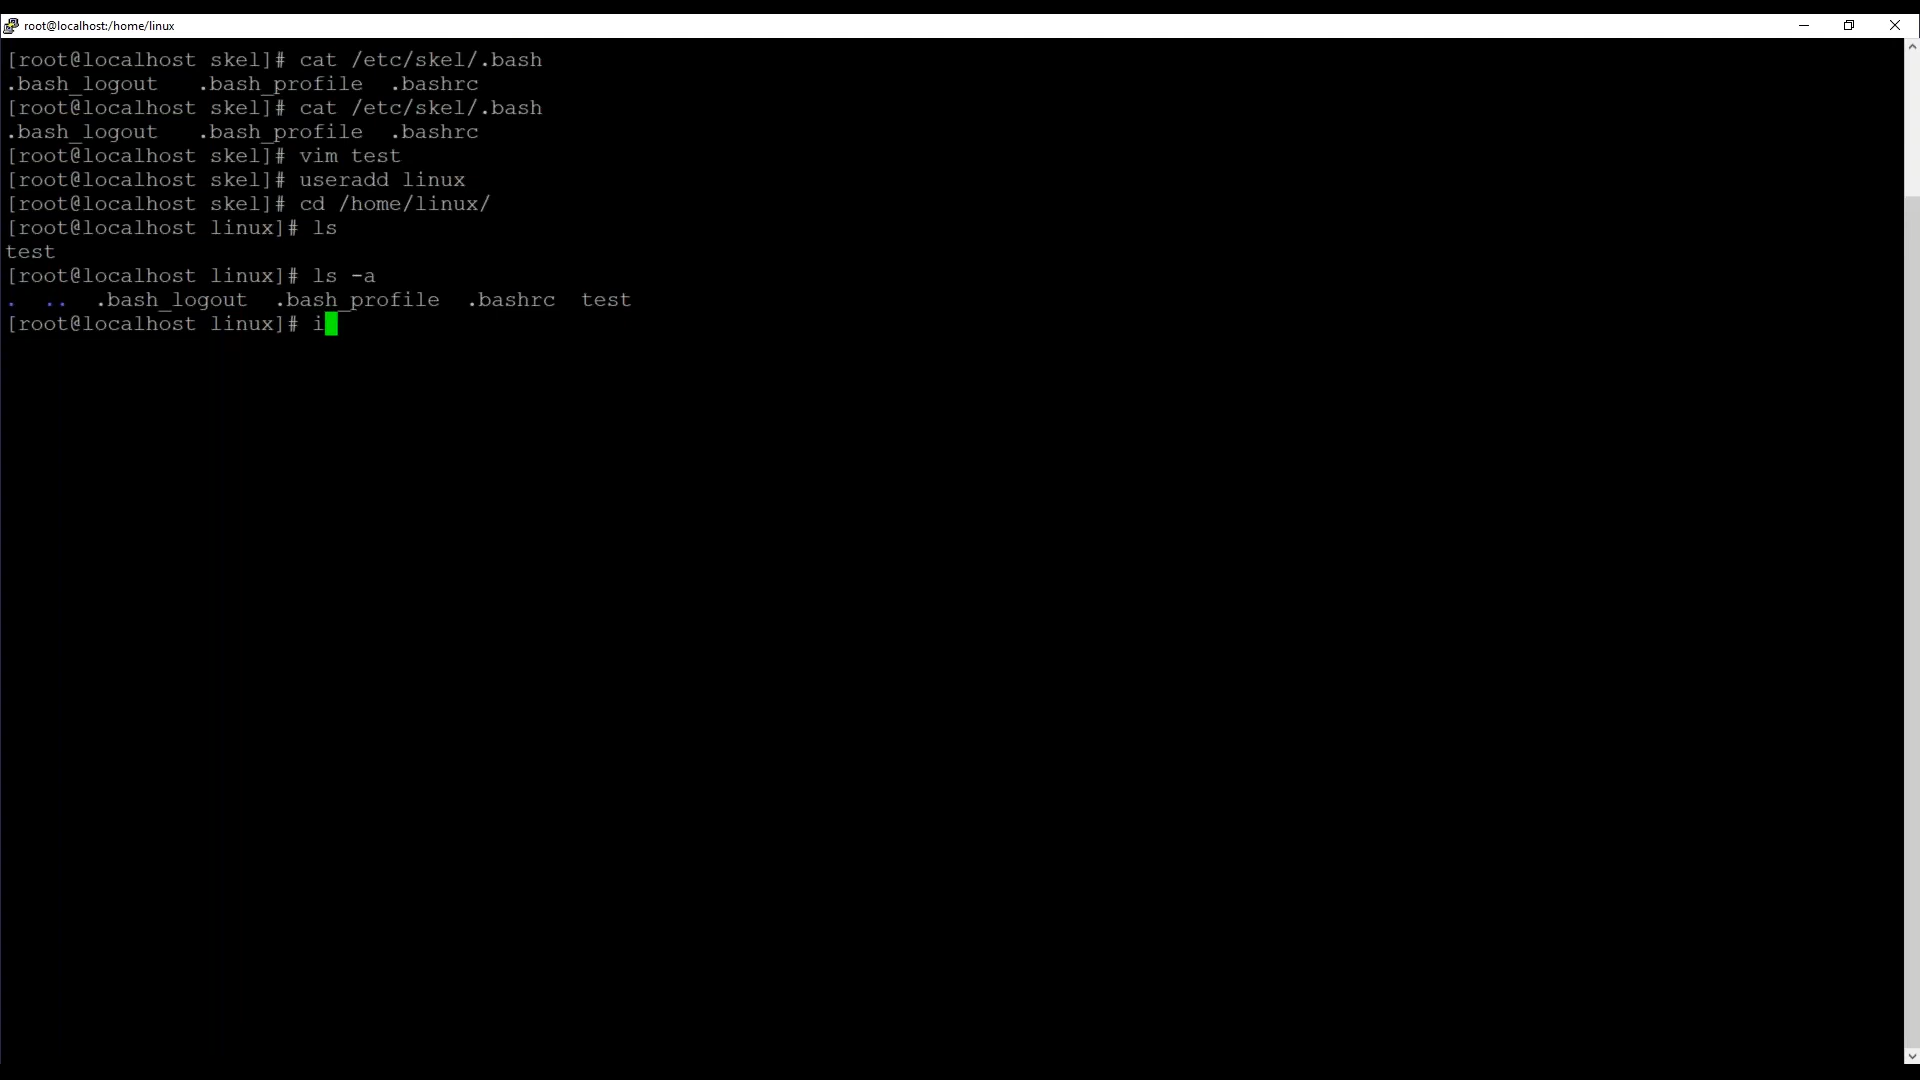 root@localhost:/home/linux
[root@localhost skel]# cat /etc/skel/.bash
.bash_logout   .bash_profile  .bashrc
[root@localhost skel]# cat /etc/skel/.bash
.bash_logout   .bash_profile  .bashrc
[root@localhost skel]# vim test
[root@localhost skel]# useradd linux
[root@localhost skel]# cd /home/linux/
[root@localhost linux]# ls
test
[root@localhost linux]# ls -a
.  ..  .bash_logout  .bash_profile  .bashrc  test
[root@localhost linux]# i